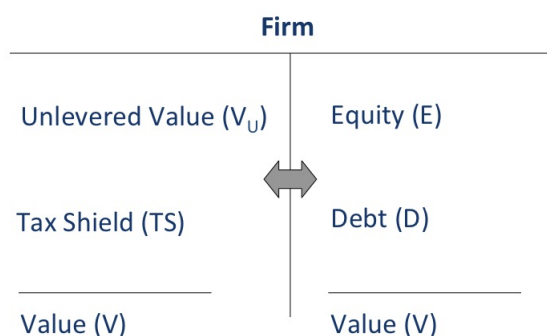 Firm
Unlevered Value (VU) Equity (E)
Tax Shield (TS) Debt (D)
Value (V) Value (V)